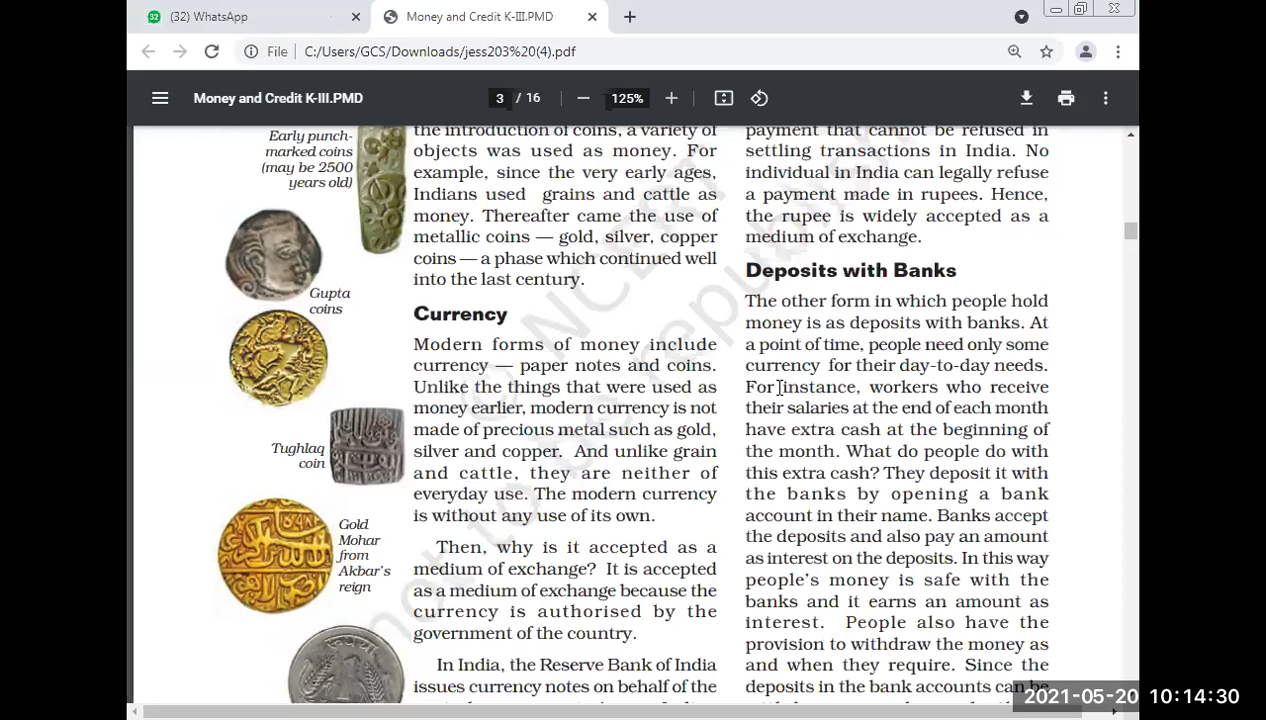 (32) WhatsApp
Money and Credit K-III.PMD
File
C:/Users/GCS/Downloads/jess203%20(4).pdf
Money and Credit K-III.PMD
3 / 16
125%
Early punch-
marked coins
(may be 2500
years old)
Gupta
coins
Tughlaq
coin
Gold
Mohar
from
Akbar's
reign
the introduction of coins, a variety of
objects was used as money. For
example, since the very early ages,
Indians used grains and cattle as
money. Thereafter came the use of
metallic coins — gold, silver, copper
coins — a phase which continued well
into the last century.
Currency
Modern forms of money include
currency — paper notes and coins.
Unlike the things that were used as
money earlier, modern currency is not
made of precious metal such as gold,
silver and copper. And unlike grain
and cattle, they are neither of
everyday use. The modern currency
is without any use of its own.
Then, why is it accepted as a
medium of exchange? It is accepted
as a medium of exchange because the
currency is authorised by the
government of the country.
In India, the Reserve Bank of India
issues currency notes on behalf of the
payment that cannot be refused in
settling transactions in India. No
individual in India can legally refuse
a payment made in rupees. Hence,
the rupee is widely accepted as a
medium of exchange.
Deposits with Banks
The other form in which people hold
money is as deposits with banks. At
a point of time, people need only some
currency for their day-to-day needs.
For instance, workers who receive
their salaries at the end of each month
have extra cash at the beginning of
the month. What do people do with
this extra cash? They deposit it with
the banks by opening a bank
account in their name. Banks accept
the deposits and also pay an amount
as interest on the deposits. In this way
people's money is safe with the
banks and it earns an amount as
interest. People also have the
provision to withdraw the money as
and when they require. Since the
deposits in the bank accounts can be
© NCERT
not to be republish
2021-05-20 10:14:30